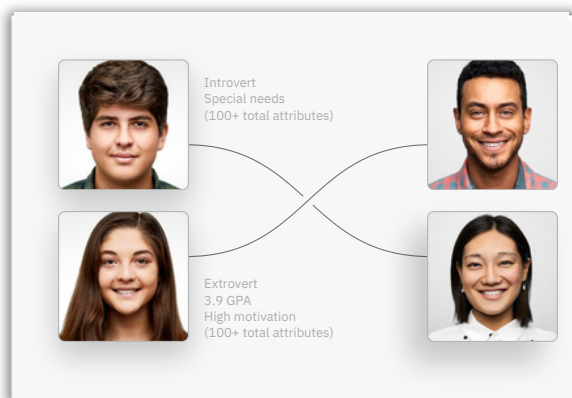 Introvert
Special needs
(100+ total attributes)
Extrovert
3.9 GPA
High motivation
(100+ total attributes)